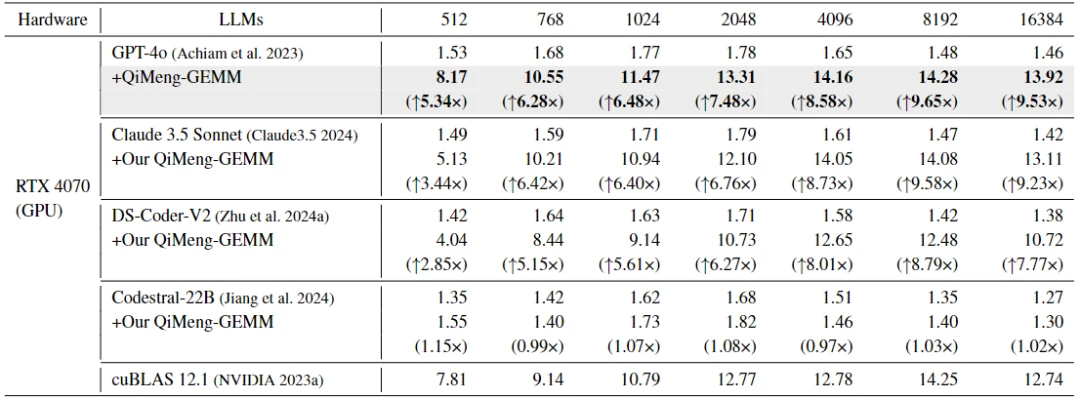 Hardware LLMs 512 768 1024 2048 4096 8192 16384
GPT-4o (Achiam et al. 2023) 1.53 1.68 1.77 1.78 1.65 1.48 1.46
+QiMeng-GEMM 8.17 10.55 11.47 13.31 14.16 14.28 13.92
(↑5.34×) (↑6.28×) (↑6.48×) (↑7.48×) (↑8.58×) (↑9.65×) (↑9.53×)
Claude 3.5 Sonnet (Claude3.5 2024) 1.49 1.59 1.71 1.79 1.61 1.47 1.42
+Our QiMeng-GEMM 5.13 10.21 10.94 12.10 14.05 14.08 13.11
RTX 4070 (↑3.44×) (↑6.42×) (↑6.40×) (↑6.76×) (↑8.73×) (↑9.58×) (↑9.23×)
(GPU)
DS-Coder-V2 (Zhu et al. 2024a) 1.42 1.64 1.63 1.71 1.58 1.42 1.38
+Our QiMeng-GEMM 4.04 8.44 9.14 10.73 12.65 12.48 10.72
(↑2.85×) (↑5.15×) (↑5.61×) (↑6.27×) (↑8.01×) (↑8.79×) (↑7.77×)
Codestral-22B (Jiang et al. 2024) 1.35 1.42 1.62 1.68 1.51 1.35 1.27
+Our QiMeng-GEMM 1.55 1.40 1.73 1.82 1.46 1.40 1.30
(1.15×) (0.99×) (1.07×) (1.08×) (0.97×) (1.03×) (1.02×)
cuBLAS 12.1 (NVIDIA 2023a) 7.81 9.14 10.79 12.77 12.78 14.25 12.74